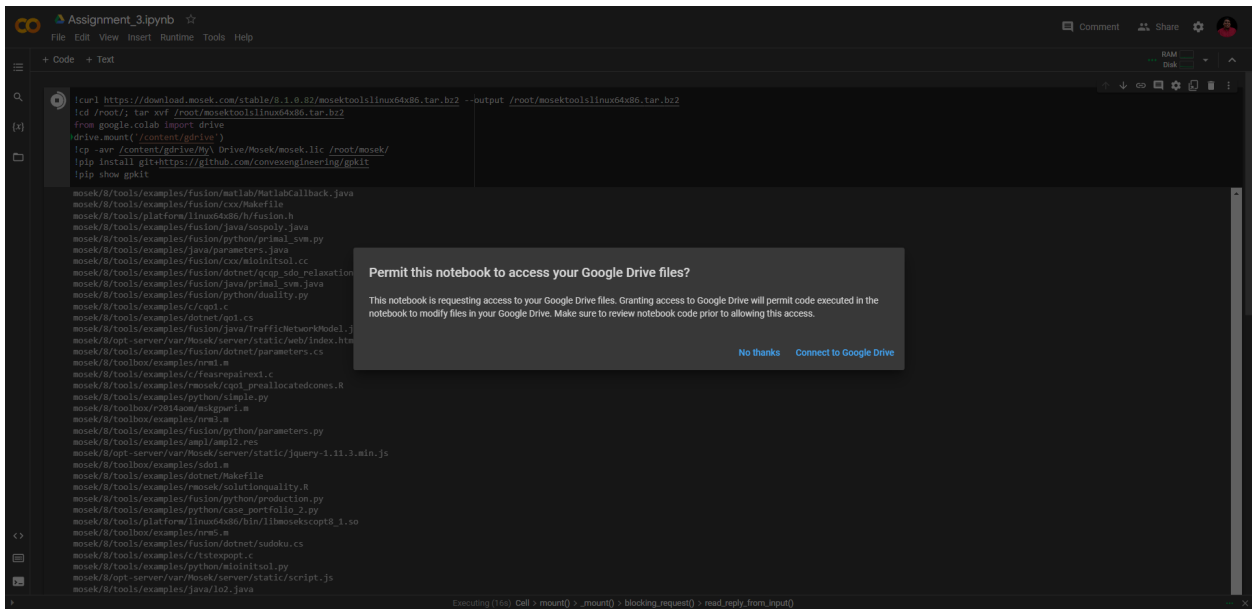 Assignment_3.ipynb
Comment Share
File Edit View Insert Runtime Tools Help
+ Code + Text
RAM
Disk
!curl https://download.mosek.com/stable/8.1.0.82/mosektoolslinux64x86.tar.bz2 --output /root/mosektoolslinux64x86.tar.bz2
!cd /root/; tar xvf /root/mosektoolslinux64x86.tar.bz2
from google.colab import drive
drive.mount('/content/gdrive')
!cp -avr /content/gdrive/My\ Drive/Mosek/mosek.lic /root/mosek/
!pip install git+https://github.com/convexengineering/gpkit
!pip show gpkit
mosek/8/tools/examples/fusion/matlab/MatlabCallback.java
mosek/8/tools/examples/fusion/cxx/Makefile
mosek/8/tools/platform/linux64x86/h/fusion.h
mosek/8/tools/examples/fusion/java/sospoly.java
mosek/8/tools/examples/fusion/python/primal_svm.py
mosek/8/tools/examples/java/parameters.java
mosek/8/tools/examples/fusion/cxx/mioinitsol.cc
mosek/8/tools/examples/fusion/dotnet/qcqp_sdo_relaxation
mosek/8/tools/examples/fusion/java/primal_svm.java
mosek/8/tools/examples/fusion/python/duality.py
mosek/8/tools/examples/c/cqo1.c
mosek/8/tools/examples/dotnet/qo1.cs
mosek/8/tools/examples/fusion/java/TrafficNetworkModel.j
mosek/8/opt-server/var/Mosek/server/static/web/index.htm
mosek/8/tools/examples/fusion/dotnet/parameters.cs
mosek/8/toolbox/examples/nrm1.m
mosek/8/tools/examples/c/feasrepairex1.c
mosek/8/tools/examples/rmosek/cqo1_preallocatedcones.R
mosek/8/tools/examples/python/simple.py
mosek/8/toolbox/r2014aom/mskgpwri.m
mosek/8/toolbox/examples/nrm3.m
mosek/8/tools/examples/fusion/python/parameters.py
mosek/8/tools/examples/ampl/ampl2.res
mosek/8/opt-server/var/Mosek/server/static/jquery-1.11.3.min.js
mosek/8/toolbox/examples/sdo1.m
mosek/8/tools/examples/dotnet/Makefile
mosek/8/tools/examples/rmosek/solutionquality.R
mosek/8/tools/examples/fusion/python/production.py
mosek/8/tools/examples/python/case_portfolio_2.py
mosek/8/tools/platform/linux64x86/bin/libmosekscopt8_1.so
mosek/8/toolbox/examples/nrm5.m
mosek/8/tools/examples/fusion/dotnet/sudoku.cs
mosek/8/tools/examples/c/tstexpopt.c
mosek/8/tools/examples/python/mioinitsol.py
mosek/8/opt-server/var/Mosek/server/static/script.js
mosek/8/tools/examples/java/lo2.java
Permit this notebook to access your Google Drive files?
This notebook is requesting access to your Google Drive files. Granting access to Google Drive will permit code executed in the
notebook to modify files in your Google Drive. Make sure to review notebook code prior to allowing this access.
No thanks Connect to Google Drive
Executing (16s) Cell > mount() > _mount() > blocking_request() > read_reply_from_input()